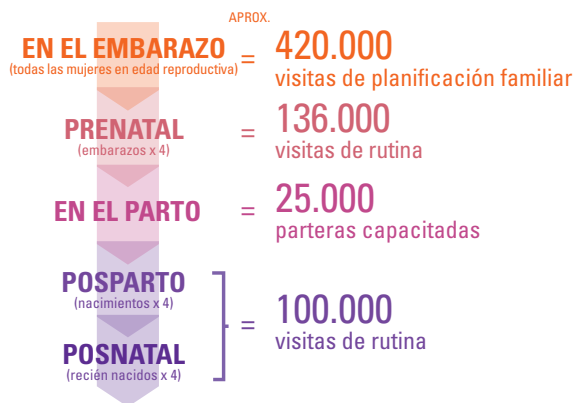 APROX.
EN EL EMBARAZO
(todas las mujeres en edad reproductiva)
=
420.000
visitas de planificación familiar
PRENATAL
(embarazos x 4)
=
136.000
visitas de rutina
EN EL PARTO
=
25.000
parteras capacitadas
POSPARTO
(nacimientos x 4)
POSNATAL
(recién nacidos x 4)
=
100.000
visitas de rutina